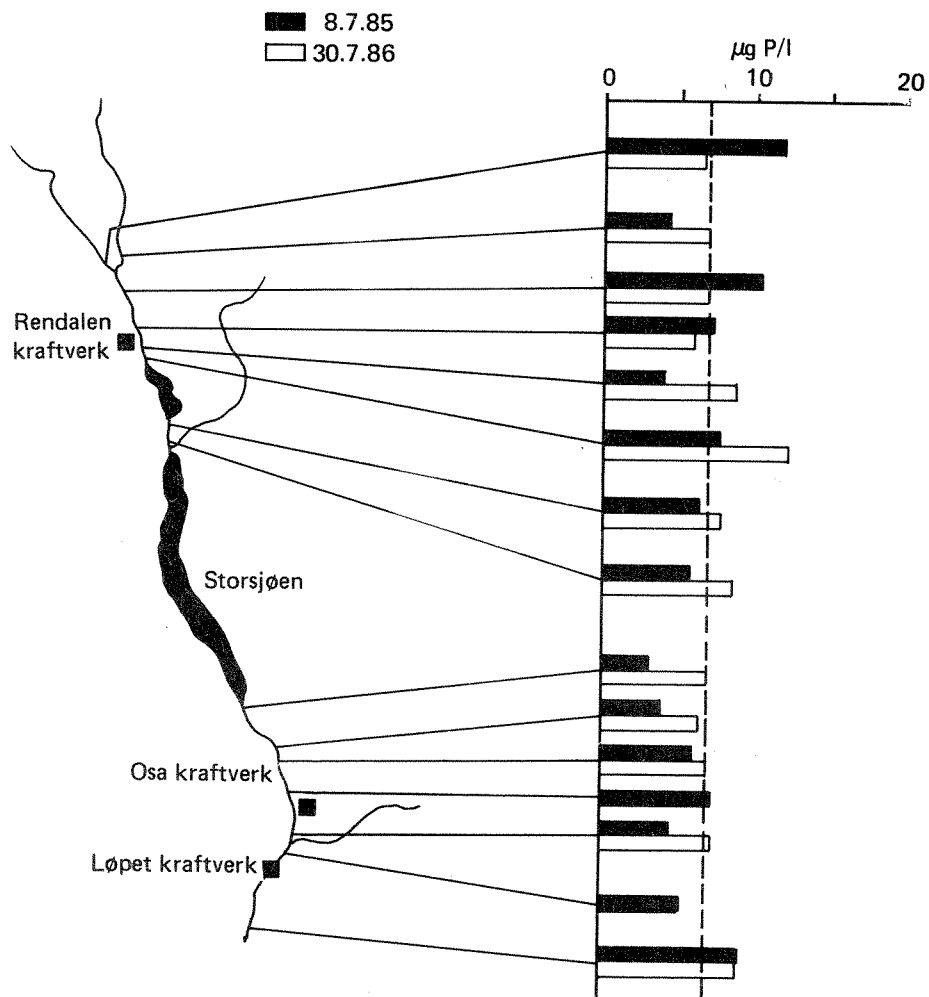 8.7.85
30.7.86
μg P/l
0 10 20
Rendalen
kraftverk
Storsjøen
Osa kraftverk
Løpet kraftverk